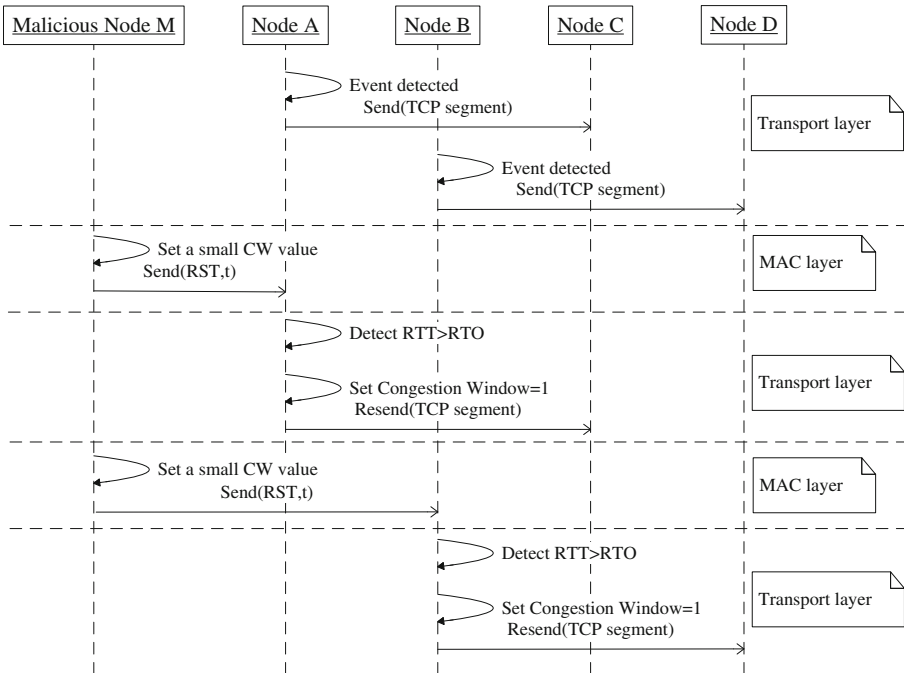 Malicious Node M
Node A
Node B
Node C
Node D
Event detected
Send(TCP segment)
Transport layer
Event detected
Send(TCP segment)
Set a small CW value
Send(RST,t)
MAC layer
Detect RTT>RTO
Set Congestion Window=1
Resend(TCP segment)
Transport layer
Set a small CW value
Send(RST,t)
MAC layer
Detect RTT>RTO
Set Congestion Window=1
Resend(TCP segment)
Transport layer